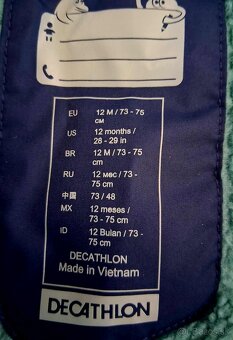 EU 12 M / 73 - 75
CM
US 12 months /
28 - 29 in
BR 12 M / 73 - 75
cm
RU 12 мес / 73 -
75 cm
中国 73 / 48
MX 12 meses /
73 - 75 cm
ID 12 Bulan / 73 -
75 cm
DECATHLON
Made in Vietnam
DECATHLON